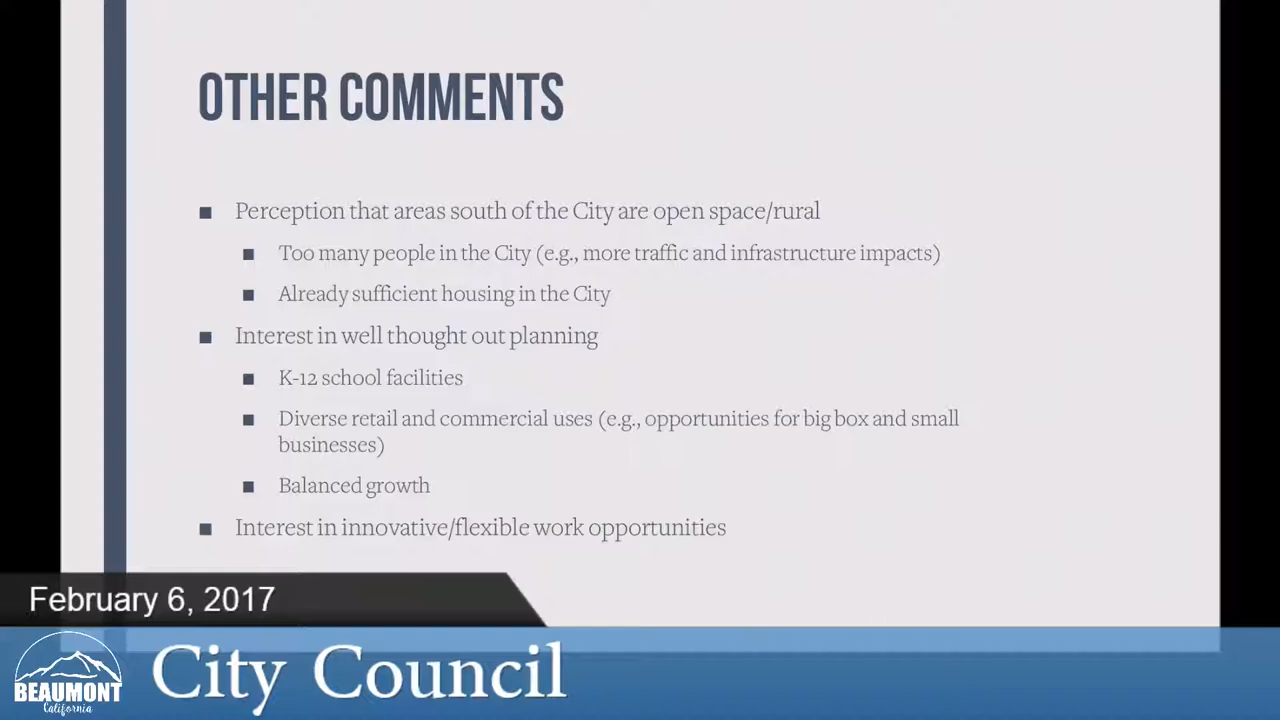 OTHER COMMENTS
■ Perception that areas south of the City are open space/rural
■ Too many people in the City (e.g., more traffic and infrastructure impacts)
■ Already sufficient housing in the City
■ Interest in well thought out planning
■ K-12 school facilities
■ Diverse retail and commercial uses (e.g., opportunities for big box and small
businesses)
■ Balanced growth
■ Interest in innovative/flexible work opportunities
February 6, 2017
City Council
BEAUMONT
California